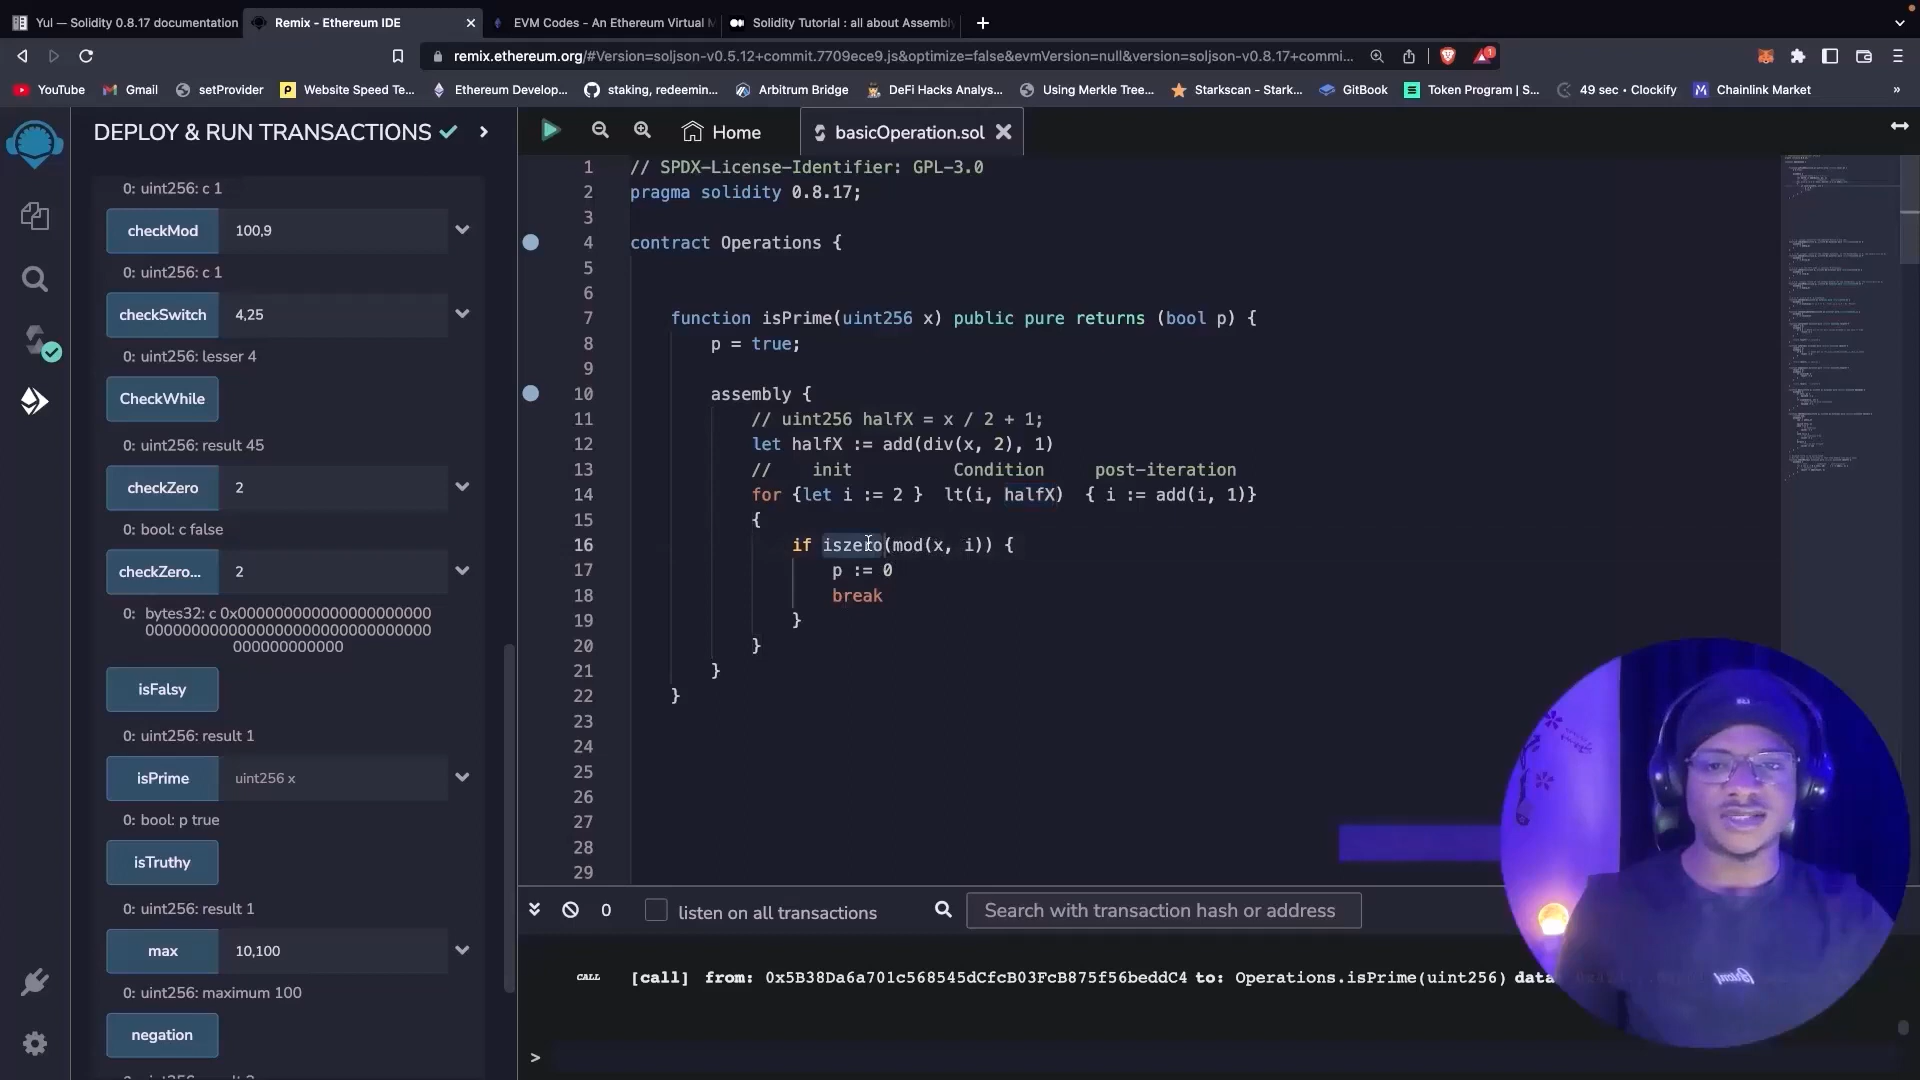 Yul — Solidity 0.8.17 documentation
Remix - Ethereum IDE
EVM Codes - An Ethereum Virtual M
Solidity Tutorial : all about Assembl
remix.ethereum.org/#version=soljson-v0.5.12+commit.7709ece9.js&optimize=false&evmVersion=null&version=soljson-v0.8.17+commi...
YouTube
Gmail
setProvider
Website Speed Te...
Ethereum Develop...
staking, redeemin...
Arbitrum Bridge
DeFi Hacks Analys...
Using Merkle Tree...
Starkscan - Stark...
GitBook
Token Program | S...
49 sec • Clockify
Chainlink Market
»
DEPLOY & RUN TRANSACTIONS
0: uint256: c 1
checkMod 100,9
0: uint256: c 1
checkSwitch 4,25
0: uint256: lesser 4
CheckWhile
0: uint256: result 45
checkZero 2
0: bool: c false
checkZero... 2
0: bytes32: c 0x0000000000000000000000
00000000000000000000000000000
000000000000
isFalsy
0: uint256: result 1
isPrime uint256 x
0: bool: p true
isTruthy
0: uint256: result 1
max 10,100
0: uint256: maximum 100
negation
Home
basicOperation.sol
1 // SPDX-License-Identifier: GPL-3.0
2 pragma solidity 0.8.17;
3
4 contract Operations {
5
6
7 function isPrime(uint256 x) public pure returns (bool p) {
8 p = true;
9
10 assembly {
11 // uint256 halfX = x / 2 + 1;
12 let halfX := add(div(x, 2), 1)
13 // init Condition post-iteration
14 for {let i := 2 } lt(i, halfX) { i := add(i, 1)}
15 {
16 if iszero(mod(x, i)) {
17 p := 0
18 break
19 }
20 }
21 }
22 }
23
24
25
26
27
28
29
0
listen on all transactions
Search with transaction hash or address
CALL [call] from: 0x5B38Da6a701c568545dCfcB03FcB875f56beddC4 to: Operations.isPrime(uint256) data
>